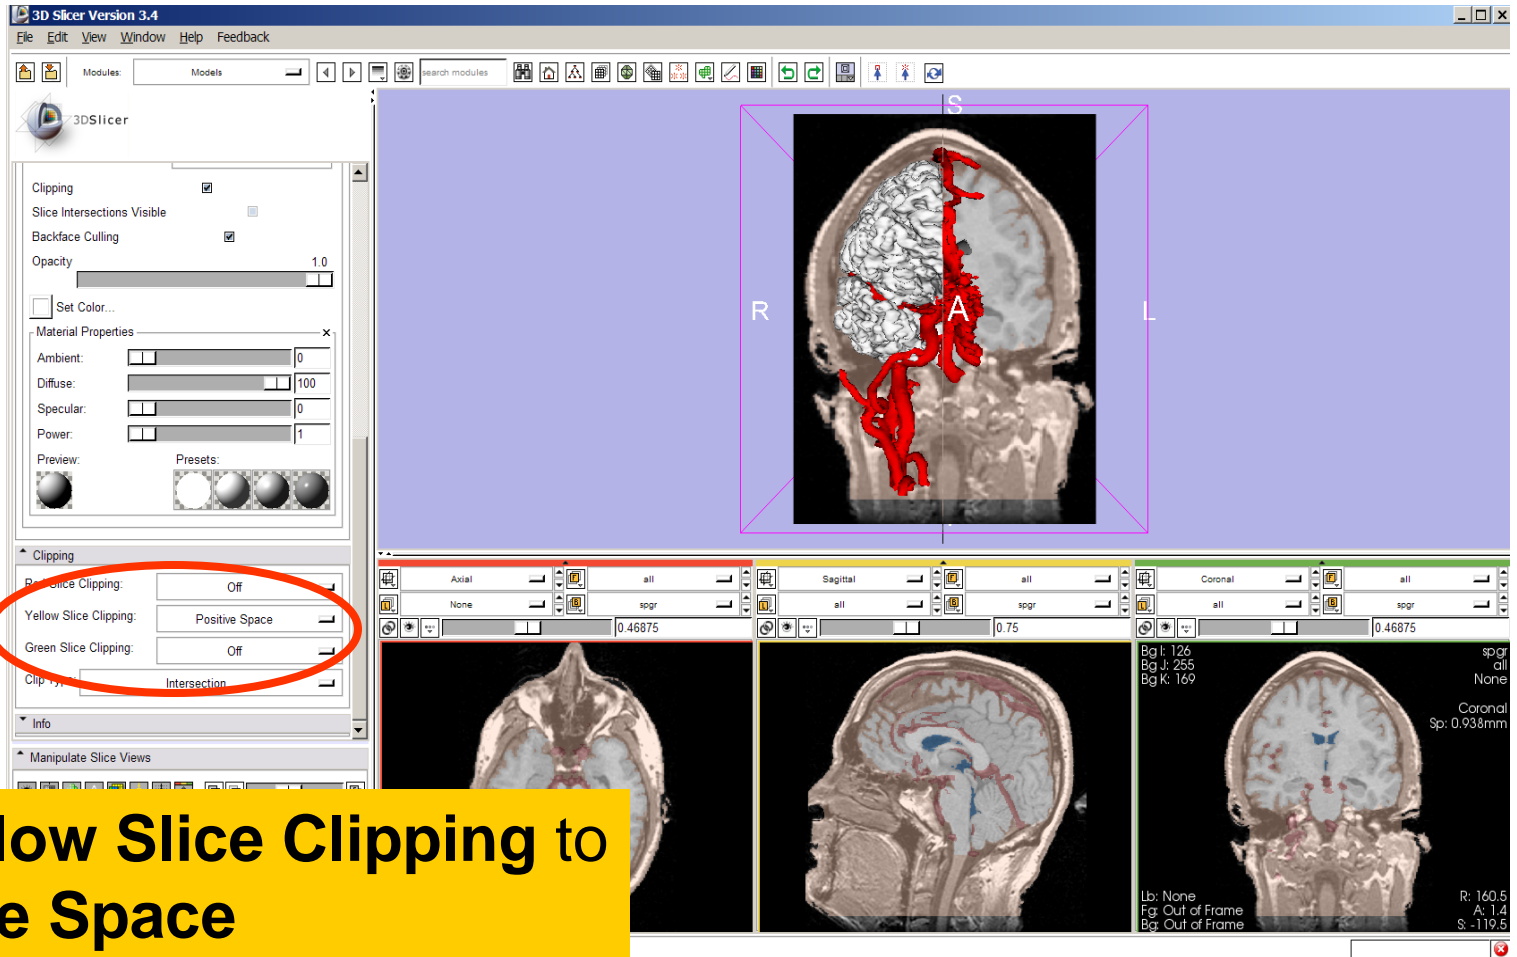 3D Slicer Version 3.4
File Edit View Window Help Feedback
Modules: Models search modules
3DSlicer
Clipping
Slice Intersections Visible
Backface Culling
Opacity 1.0
Set Color...
Material Properties x
Ambient: 0
Diffuse: 100
Specular: 0
Power: 1
Preview: Presets:
Clipping
Slice Clipping: Off
Yellow Slice Clipping: Positive Space
Green Slice Clipping: Off
Clip Type: Intersection
Info
Manipulate Slice Views
S
R A L
Axial F all
L None B spgr
0.46875
Sagittal F all
L all B spgr
0.75
Coronal F all
L all B spgr
0.46875
Bg I: 126 spgr
Bg J: 255 all
Bg K: 169 None
Coronal
Sp: 0.938mm
Lb: None R: 160.5
Fg: Out of Frame A: 1.4
Bg: Out of Frame S: -119.5
low Slice Clipping to
e Space